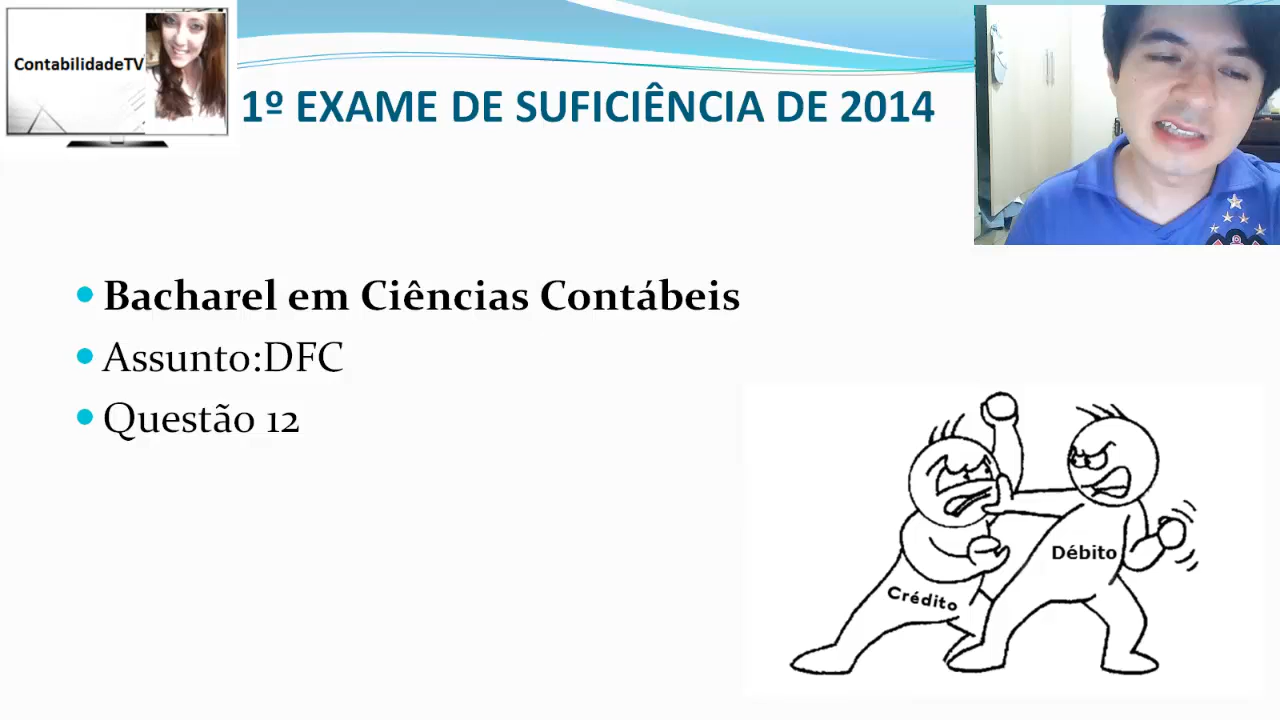 ContabilidadeTV
1º EXAME DE SUFICIÊNCIA DE 2014
Bacharel em Ciências Contábeis
Assunto:DFC
Questão 12
Débito
Crédito